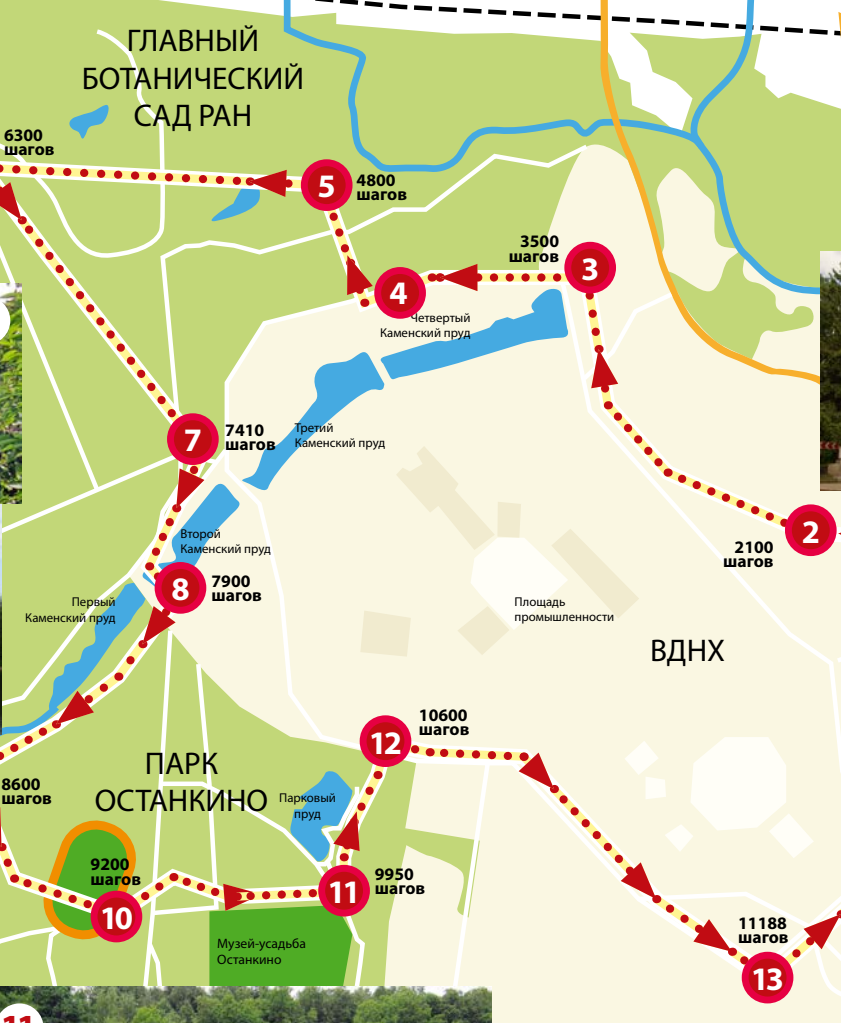 ГЛАВНЫЙ
БОТАНИЧЕСКИЙ
САД РАН
6300
шагов
5
4800
шагов
3500
шагов
3
4
Четвертый
Каменский пруд
7
7410
шагов
Третий
Каменский пруд
2
2100
шагов
Второй
Каменский пруд
8
7900
шагов
Первый
Каменский пруд
Площадь
промышленности
ВДНХ
10600
шагов
12
ПАРК
ОСТАНКИНО
8600
шагов
Парковый
пруд
9200
шагов
10
11
9950
шагов
11188
шагов
13
Музей-усадьба
Останкино
11